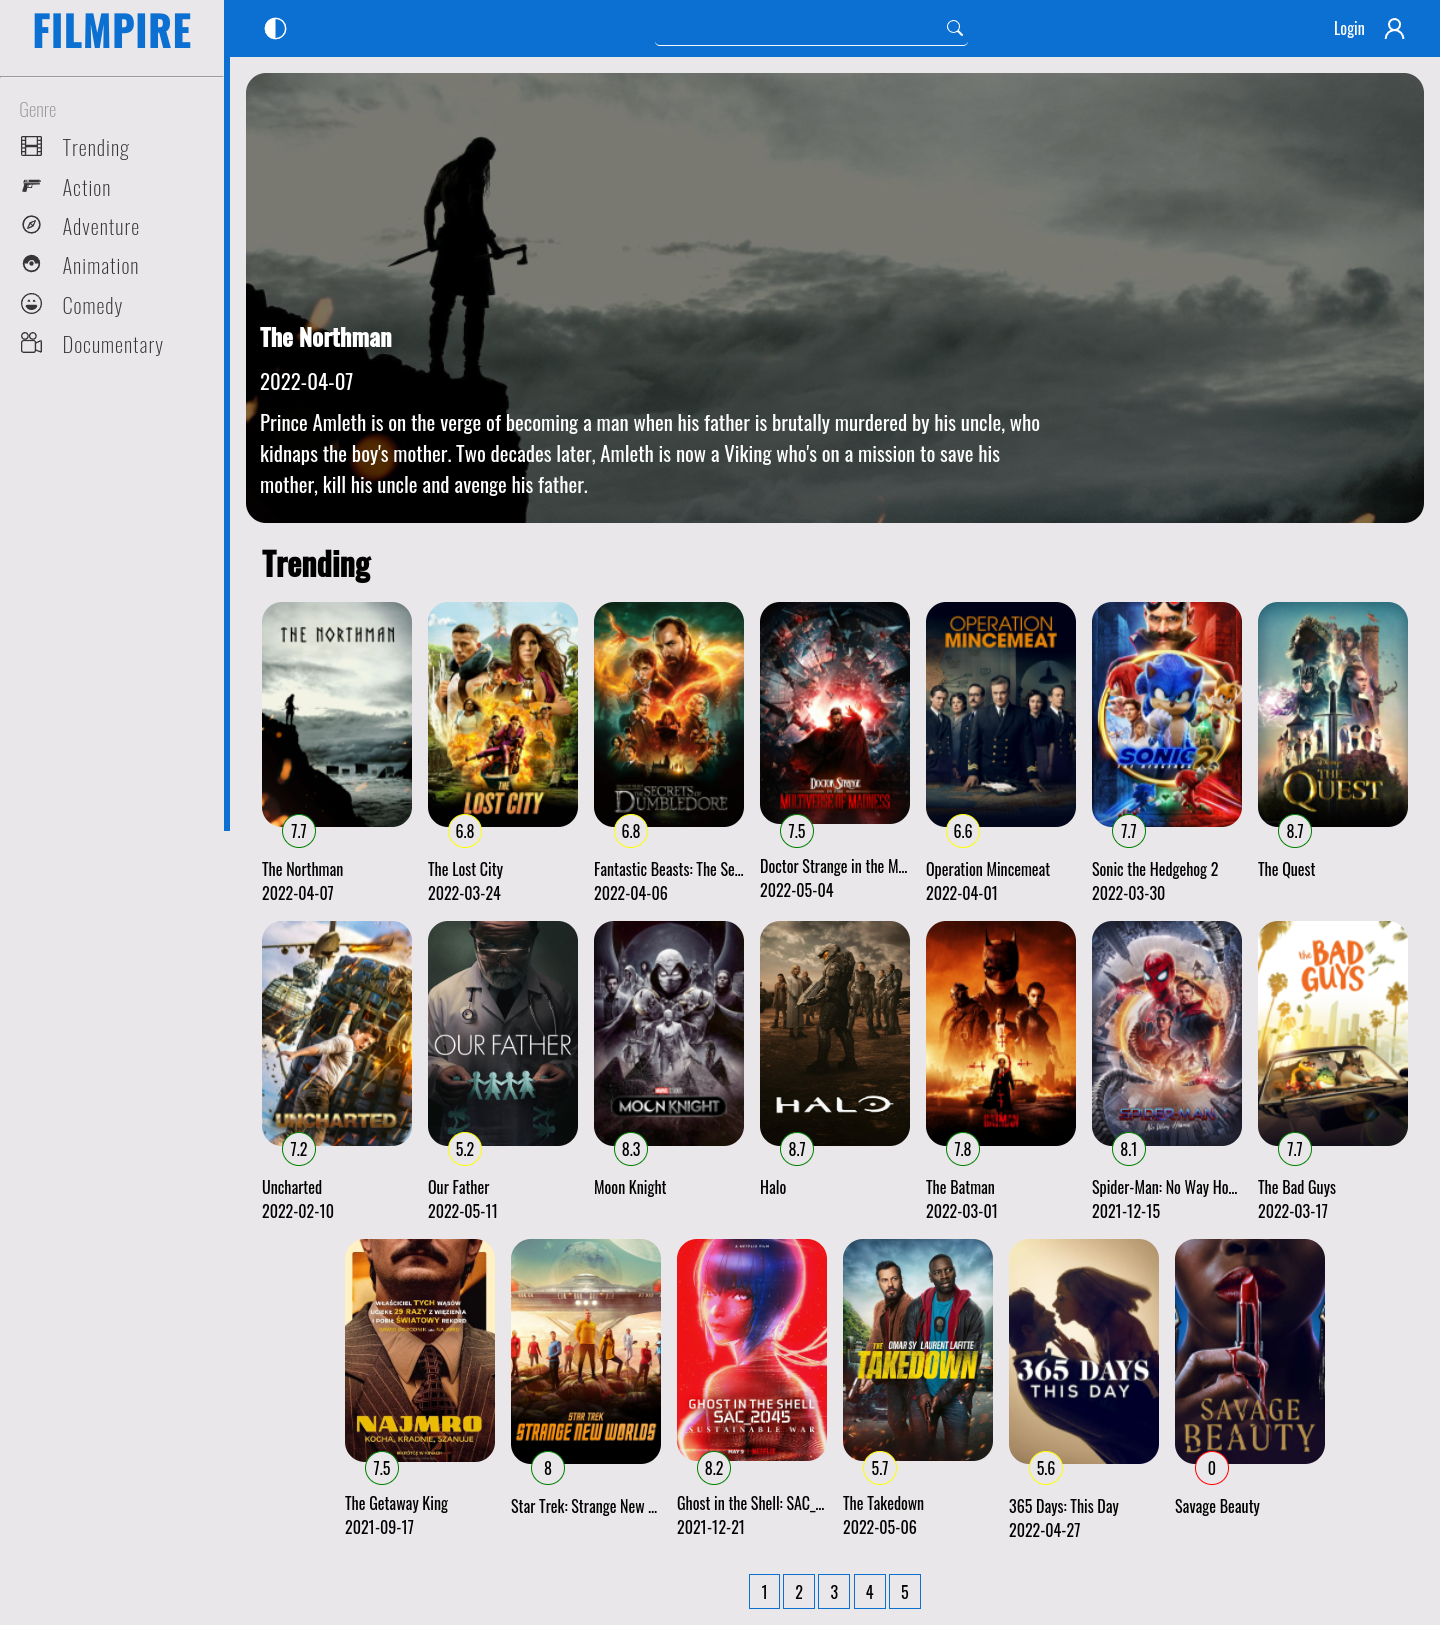 FILMPIRE
Login
Genre
Trending
Action
Adventure
Animation
Comedy
Documentary
The Northman
2022-04-07
Prince Amleth is on the verge of becoming a man when his father is brutally murdered by his uncle, who
kidnaps the boy's mother. Two decades later, Amleth is now a Viking who's on a mission to save his
mother, kill his uncle and avenge his father.
Trending
THE NORTHMAN
7.7
The Northman
2022-04-07
THE
LOST CITY
6.8
The Lost City
2022-03-24
THE SECRETS OF
DUMBLEDORE
6.8
Fantastic Beasts: The Se...
2022-04-06
DOCTOR STRANGE
MULTIVERSE OF MADNESS
7.5
Doctor Strange in the M...
2022-05-04
OPERATION
MINCEMEAT
6.6
Operation Mincemeat
2022-04-01
SONIC 2
7.7
Sonic the Hedgehog 2
2022-03-30
THE
QUEST
8.7
The Quest
UNCHARTED
7.2
Uncharted
2022-02-10
OUR FATHER
5.2
Our Father
2022-05-11
MOON KNIGHT
8.3
Moon Knight
HALO
8.7
Halo
BATMAN
7.8
The Batman
2022-03-01
SPIDER-MAN
No Way Home
8.1
Spider-Man: No Way Ho...
2021-12-15
the BAD
GUYS
7.7
The Bad Guys
2022-03-17
WŁAŚCICIEL TYCH WĄSÓW
UCIEKŁ 29 RAZY Z WIĘZIENIA
I POBIŁ ŚWIATOWY REKORD
NAJMRO
KOCHA, KRADNIE, SZANUJE
7.5
The Getaway King
2021-09-17
STAR TREK
STRANGE NEW WORLDS
8
Star Trek: Strange New ...
A NETFLIX FILM
GHOST IN THE SHELL
SAC_2045
SUSTAINABLE WAR
MAY 9 NETFLIX
8.2
Ghost in the Shell: SAC_...
2021-12-21
OMAR SY LAURENT LAFITTE
THE
TAKEDOWN
5.7
The Takedown
2022-05-06
365 DAYS
THIS DAY
5.6
365 Days: This Day
2022-04-27
SAVAGE
BEAUTY
0
Savage Beauty
1 2 3 4 5